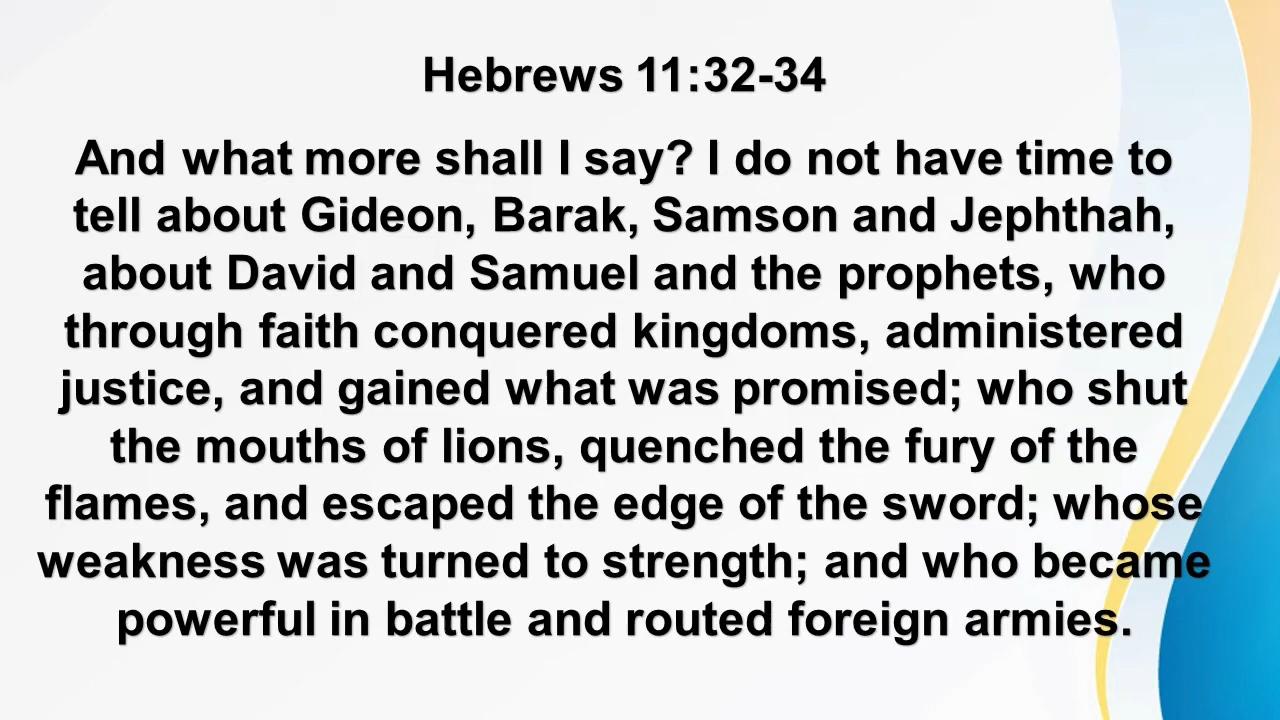 Hebrews 11:32-34
And what more shall I say? I do not have time to
tell about Gideon, Barak, Samson and Jephthah,
about David and Samuel and the prophets, who
through faith conquered kingdoms, administered
justice, and gained what was promised; who shut
the mouths of lions, quenched the fury of the
flames, and escaped the edge of the sword; whose
weakness was turned to strength; and who became
powerful in battle and routed foreign armies.